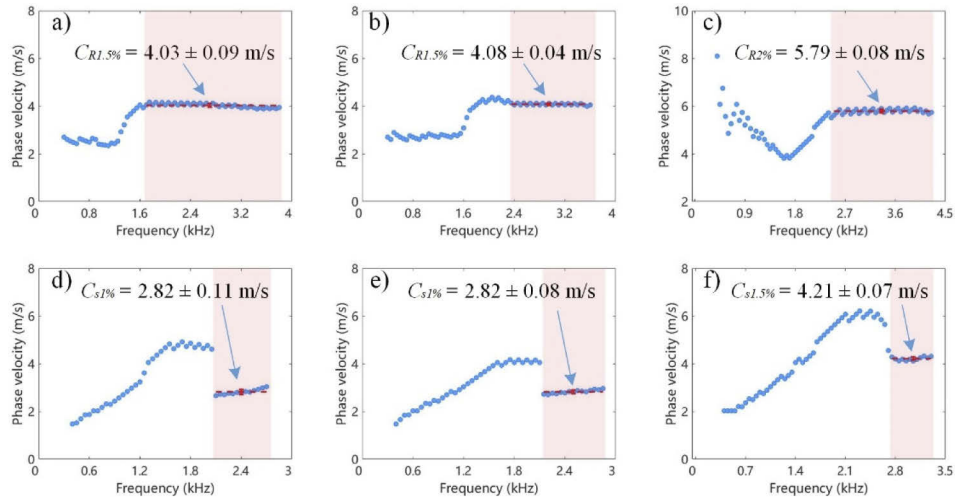 a)
C_R1.5% = 4.03 ± 0.09 m/s
Phase velocity (m/s)
8
6
4
2
0
0 0.8 1.6 2.4 3.2 4
Frequency (kHz)
b)
C_R1.5% = 4.08 ± 0.04 m/s
Phase velocity (m/s)
8
6
4
2
0
0 0.8 1.6 2.4 3.2 4
Frequency (kHz)
c)
C_R2% = 5.79 ± 0.08 m/s
Phase velocity (m/s)
10
8
6
4
2
0 0.9 1.8 2.7 3.6 4.5
Frequency (kHz)
d)
C_s1% = 2.82 ± 0.11 m/s
Phase velocity (m/s)
8
6
4
2
0
0 0.6 1.2 1.8 2.4 3
Frequency (kHz)
e)
C_s1% = 2.82 ± 0.08 m/s
Phase velocity (m/s)
8
6
4
2
0
0 0.6 1.2 1.8 2.4 3
Frequency (kHz)
f)
C_s1.5% = 4.21 ± 0.07 m/s
Phase velocity (m/s)
8
6
4
2
0
0 0.7 1.4 2.1 2.8 3.5
Frequency (kHz)